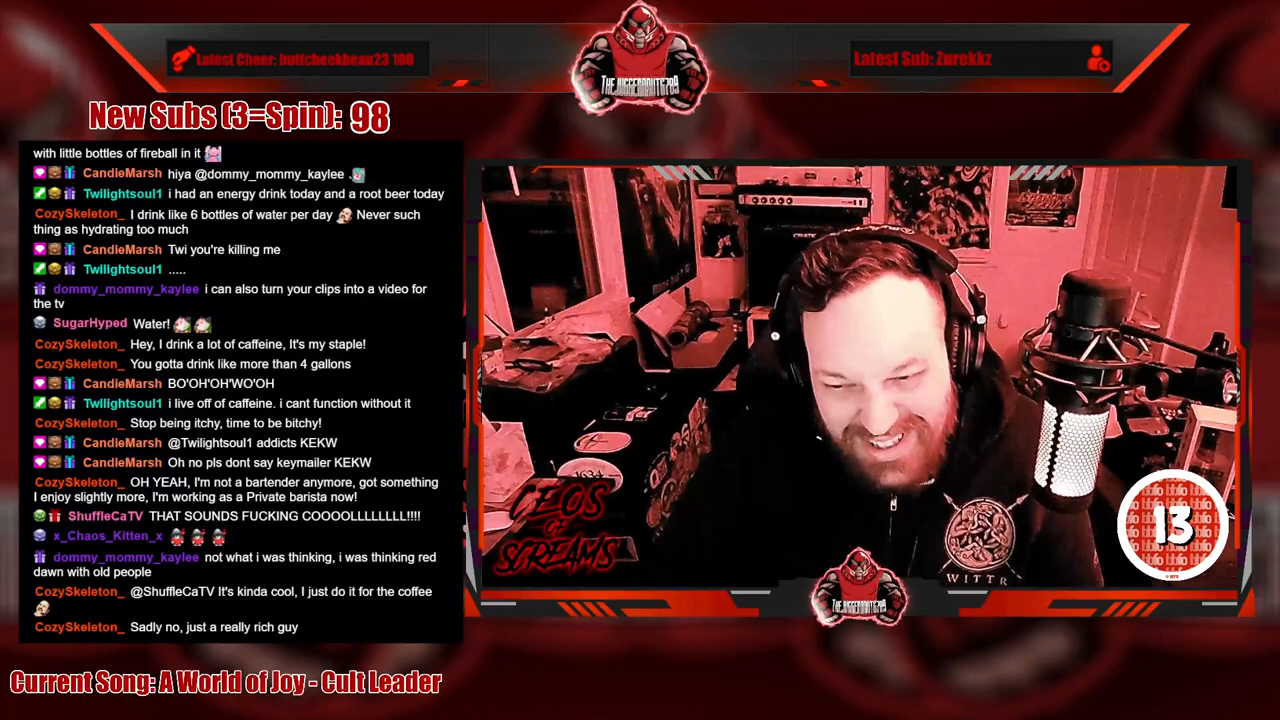 Latest Cheer: buttcheekbeau23 100
THEJUGGERNAUT6789
Latest Sub: Zurekkz
New Subs (3=Spin): 98
with little bottles of fireball in it
CandieMarsh hiya @dommy_mommy_kaylee .
Twilightsoul1 i had an energy drink today and a root beer today
CozySkeleton_ I drink like 6 bottles of water per day Never such
thing as hydrating too much
CandieMarsh Twi you're killing me
Twilightsoul1 .....
dommy_mommy_kaylee i can also turn your clips into a video for
the tv
SugarHyped Water!
CozySkeleton_ Hey, I drink a lot of caffeine, It's my staple!
CozySkeleton_ You gotta drink like more than 4 gallons
CandieMarsh BO'OH'OH'WO'OH
Twilightsoul1 i live off of caffeine. i cant function without it
CozySkeleton_ Stop being itchy, time to be bitchy!
CandieMarsh @Twilightsoul1 addicts KEKW
CandieMarsh Oh no pls dont say keymailer KEKW
CozySkeleton_ OH YEAH, I'm not a bartender anymore, got something
I enjoy slightly more, I'm working as a Private barista now!
ShuffleCaTV THAT SOUNDS FUCKING COOOOLLLLLLLL!!!!
x_Chaos_Kitten_x
dommy_mommy_kaylee not what i was thinking, i was thinking red
dawn with old people
CozySkeleton_ @ShuffleCaTV It's kinda cool, I just do it for the coffee
CozySkeleton_ Sadly no, just a really rich guy
CEOS
OF
SCREAMS
WITTR
13
Current Song: A World of Joy - Cult Leader